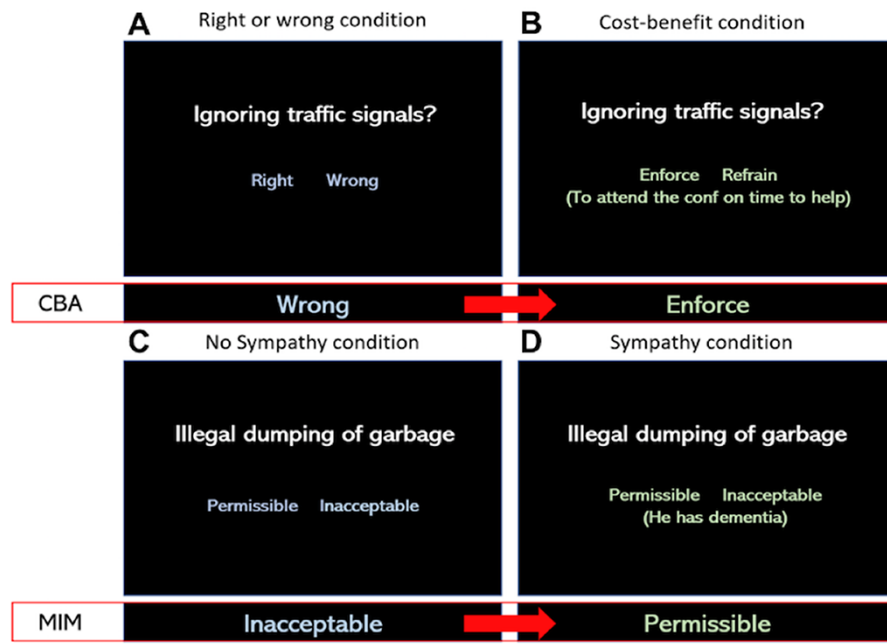 A Right or wrong condition
B Cost-benefit condition
Ignoring traffic signals?
Right Wrong
Ignoring traffic signals?
Enforce Refrain
(To attend the conf on time to help)
CBA Wrong Enforce
C No Sympathy condition
D Sympathy condition
Illegal dumping of garbage
Permissible Inacceptable
Illegal dumping of garbage
Permissible Inacceptable
(He has dementia)
MIM Inacceptable Permissible